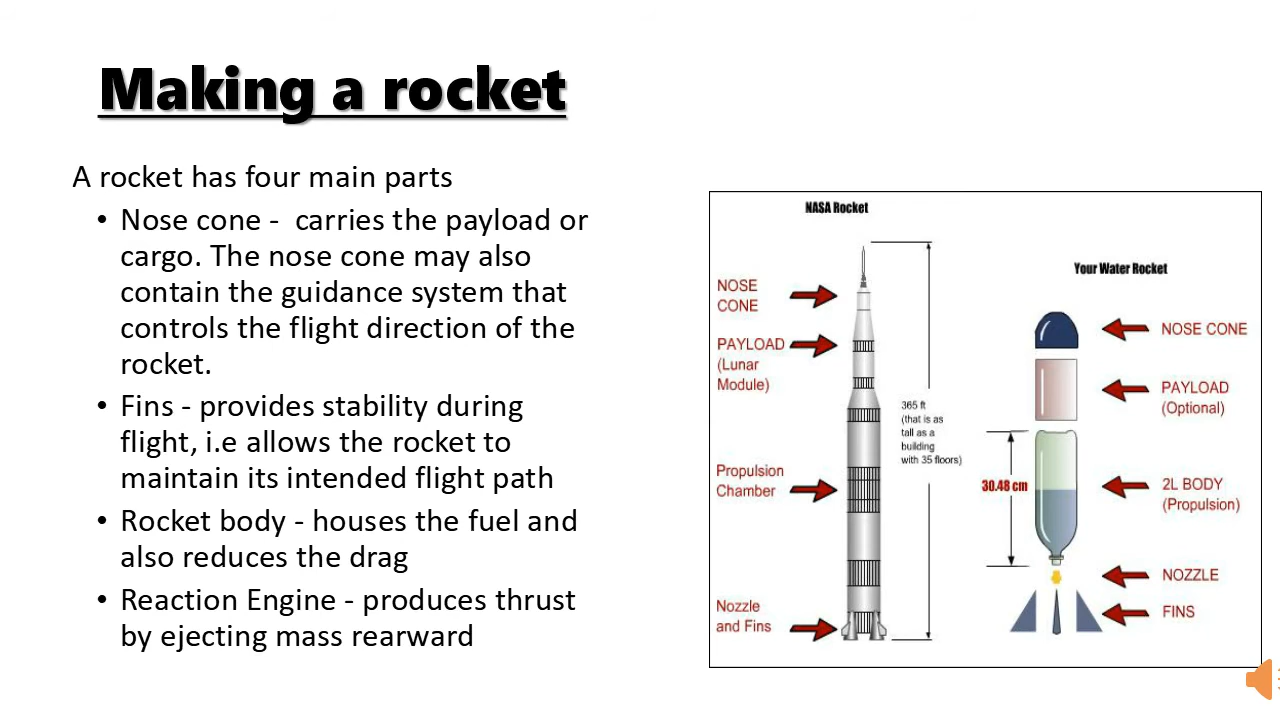 Making a rocket
A rocket has four main parts
• Nose cone -  carries the payload or
cargo. The nose cone may also
contain the guidance system that
controls the flight direction of the
rocket.
• Fins - provides stability during
flight, i.e allows the rocket to
maintain its intended flight path
• Rocket body - houses the fuel and
also reduces the drag
• Reaction Engine - produces thrust
by ejecting mass rearward
NASA Rocket
NOSE
CONE
PAYLOAD
(Lunar
Module)
Propulsion
Chamber
Nozzle
and Fins
365 ft
(that is as
tall as a
building
with 35 floors)
Your Water Rocket
NOSE CONE
PAYLOAD
(Optional)
30.48 cm
2L BODY
(Propulsion)
NOZZLE
FINS